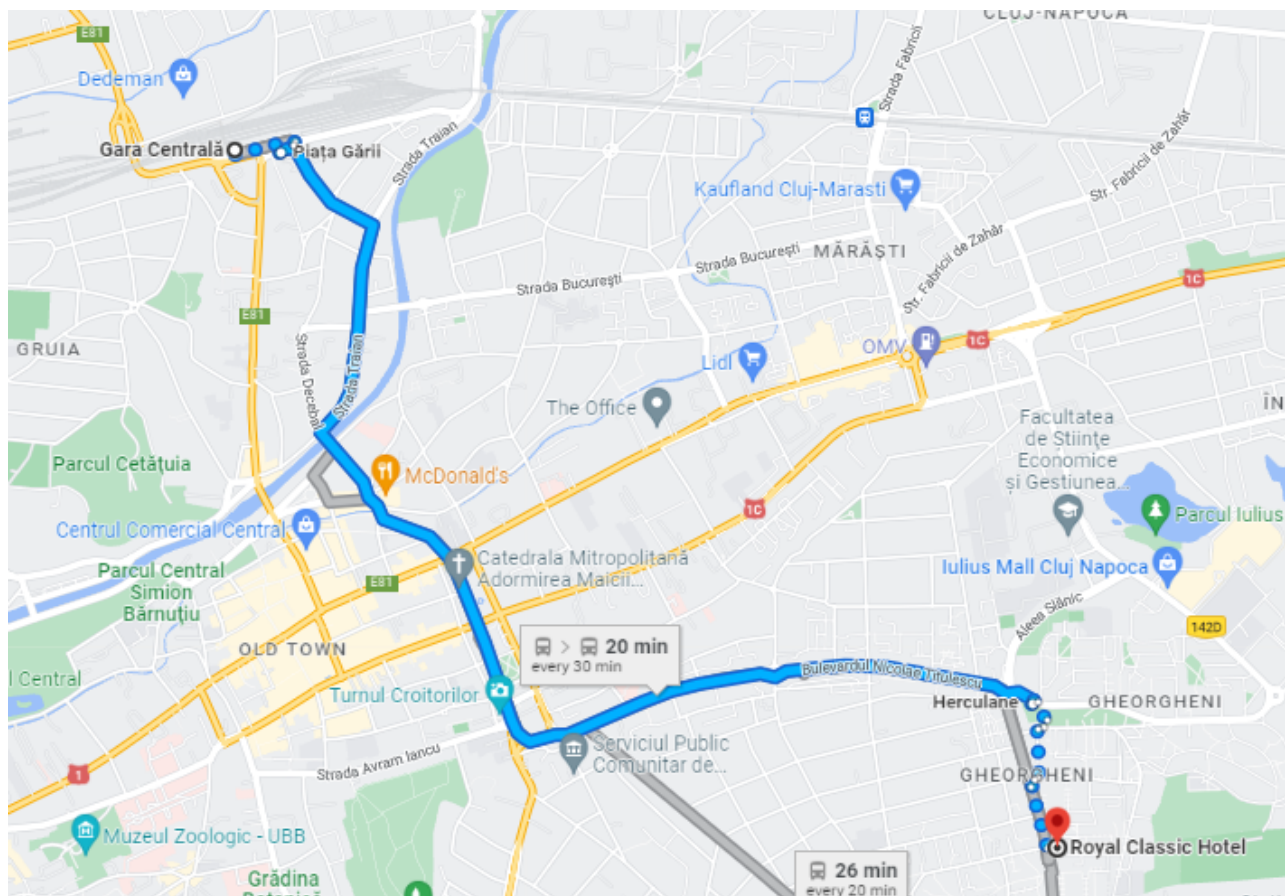 CLUJ-NAPOCA
E81
Dedeman
Strada Fabricii
Strada Traian
Gara Centrală
Piața Gării
Str. Fabricii de Zahăr
Kaufland Cluj-Marasti
MĂRĂȘTI
Strada București
Strada București
Str. Fabricii de Zahăr
1C
E81
GRUIA
Strada Decebal
Strada Traian
1C
OMV
Lidl
The Office
ÎN
Facultatea
de Științe
Economice
și Gestiunea...
Parcul Cetățuia
McDonald's
1C
Parcul Iulius
Centrul Comercial Central
Catedrala Mitropolitană
Adormirea Maicii...
Iulius Mall Cluj Napoca
Parcul Central
Simion
Bărnuțiu
E81
Aleea Slănic
142D
OLD TOWN
> 20 min
every 30 min
l Central
Turnul Croitorilor
Bulevardul Nicolae Titulescu
Herculane
GHEORGHENI
Serviciul Public
Comunitar de...
Strada Avram Iancu
1
GHEORGHENI
Muzeul Zoologic - UBB
Royal Classic Hotel
26 min
every 20 min
Grădina